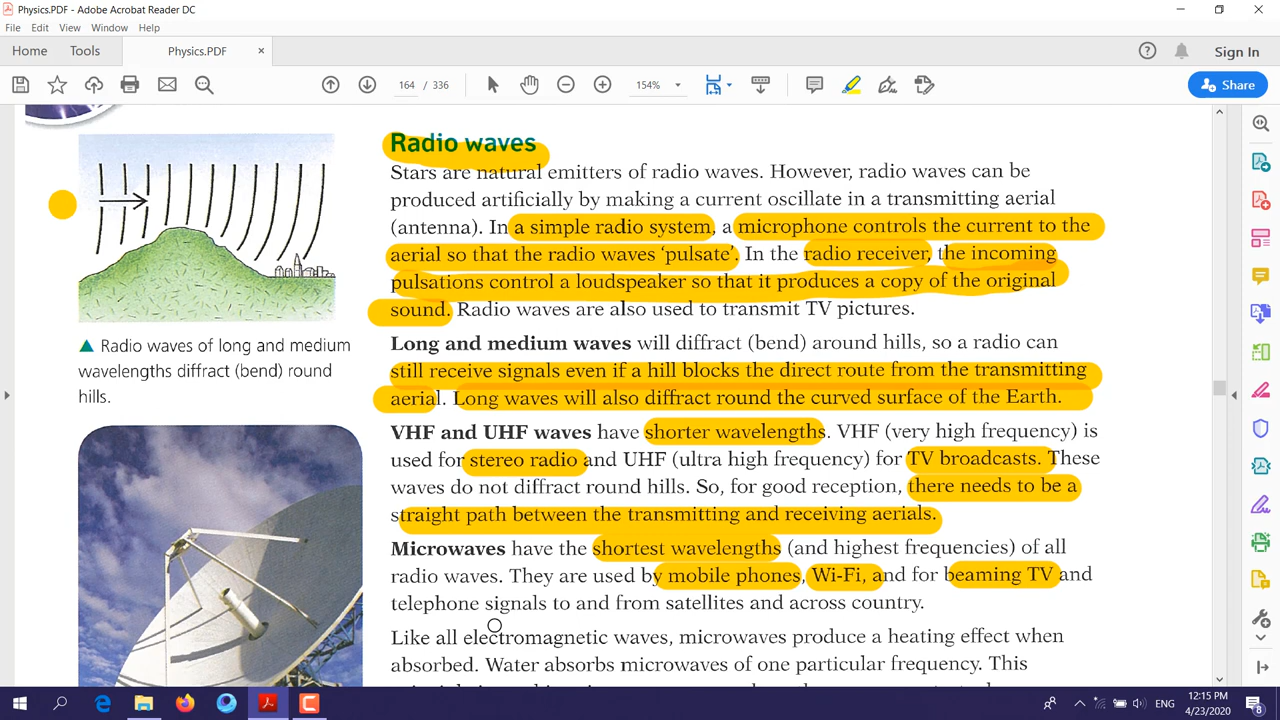 Physics.PDF - Adobe Acrobat Reader DC
File Edit View Window Help
Home Tools Physics.PDF × Sign In
164 / 336 154% Share
Radio waves
Stars are natural emitters of radio waves. However, radio waves can be
produced artificially by making a current oscillate in a transmitting aerial
(antenna). In a simple radio system, a microphone controls the current to the
aerial so that the radio waves ‘pulsate’. In the radio receiver, the incoming
pulsations control a loudspeaker so that it produces a copy of the original
sound. Radio waves are also used to transmit TV pictures.
▲ Radio waves of long and medium
wavelengths diffract (bend) round
hills.
Long and medium waves will diffract (bend) around hills, so a radio can
still receive signals even if a hill blocks the direct route from the transmitting
aerial. Long waves will also diffract round the curved surface of the Earth.
VHF and UHF waves have shorter wavelengths. VHF (very high frequency) is
used for stereo radio and UHF (ultra high frequency) for TV broadcasts. These
waves do not diffract round hills. So, for good reception, there needs to be a
straight path between the transmitting and receiving aerials.
Microwaves have the shortest wavelengths (and highest frequencies) of all
radio waves. They are used by mobile phones, Wi-Fi, and for beaming TV and
telephone signals to and from satellites and across country.
Like all electromagnetic waves, microwaves produce a heating effect when
absorbed. Water absorbs microwaves of one particular frequency. This
12:15 PM
ENG
4/23/2020
8